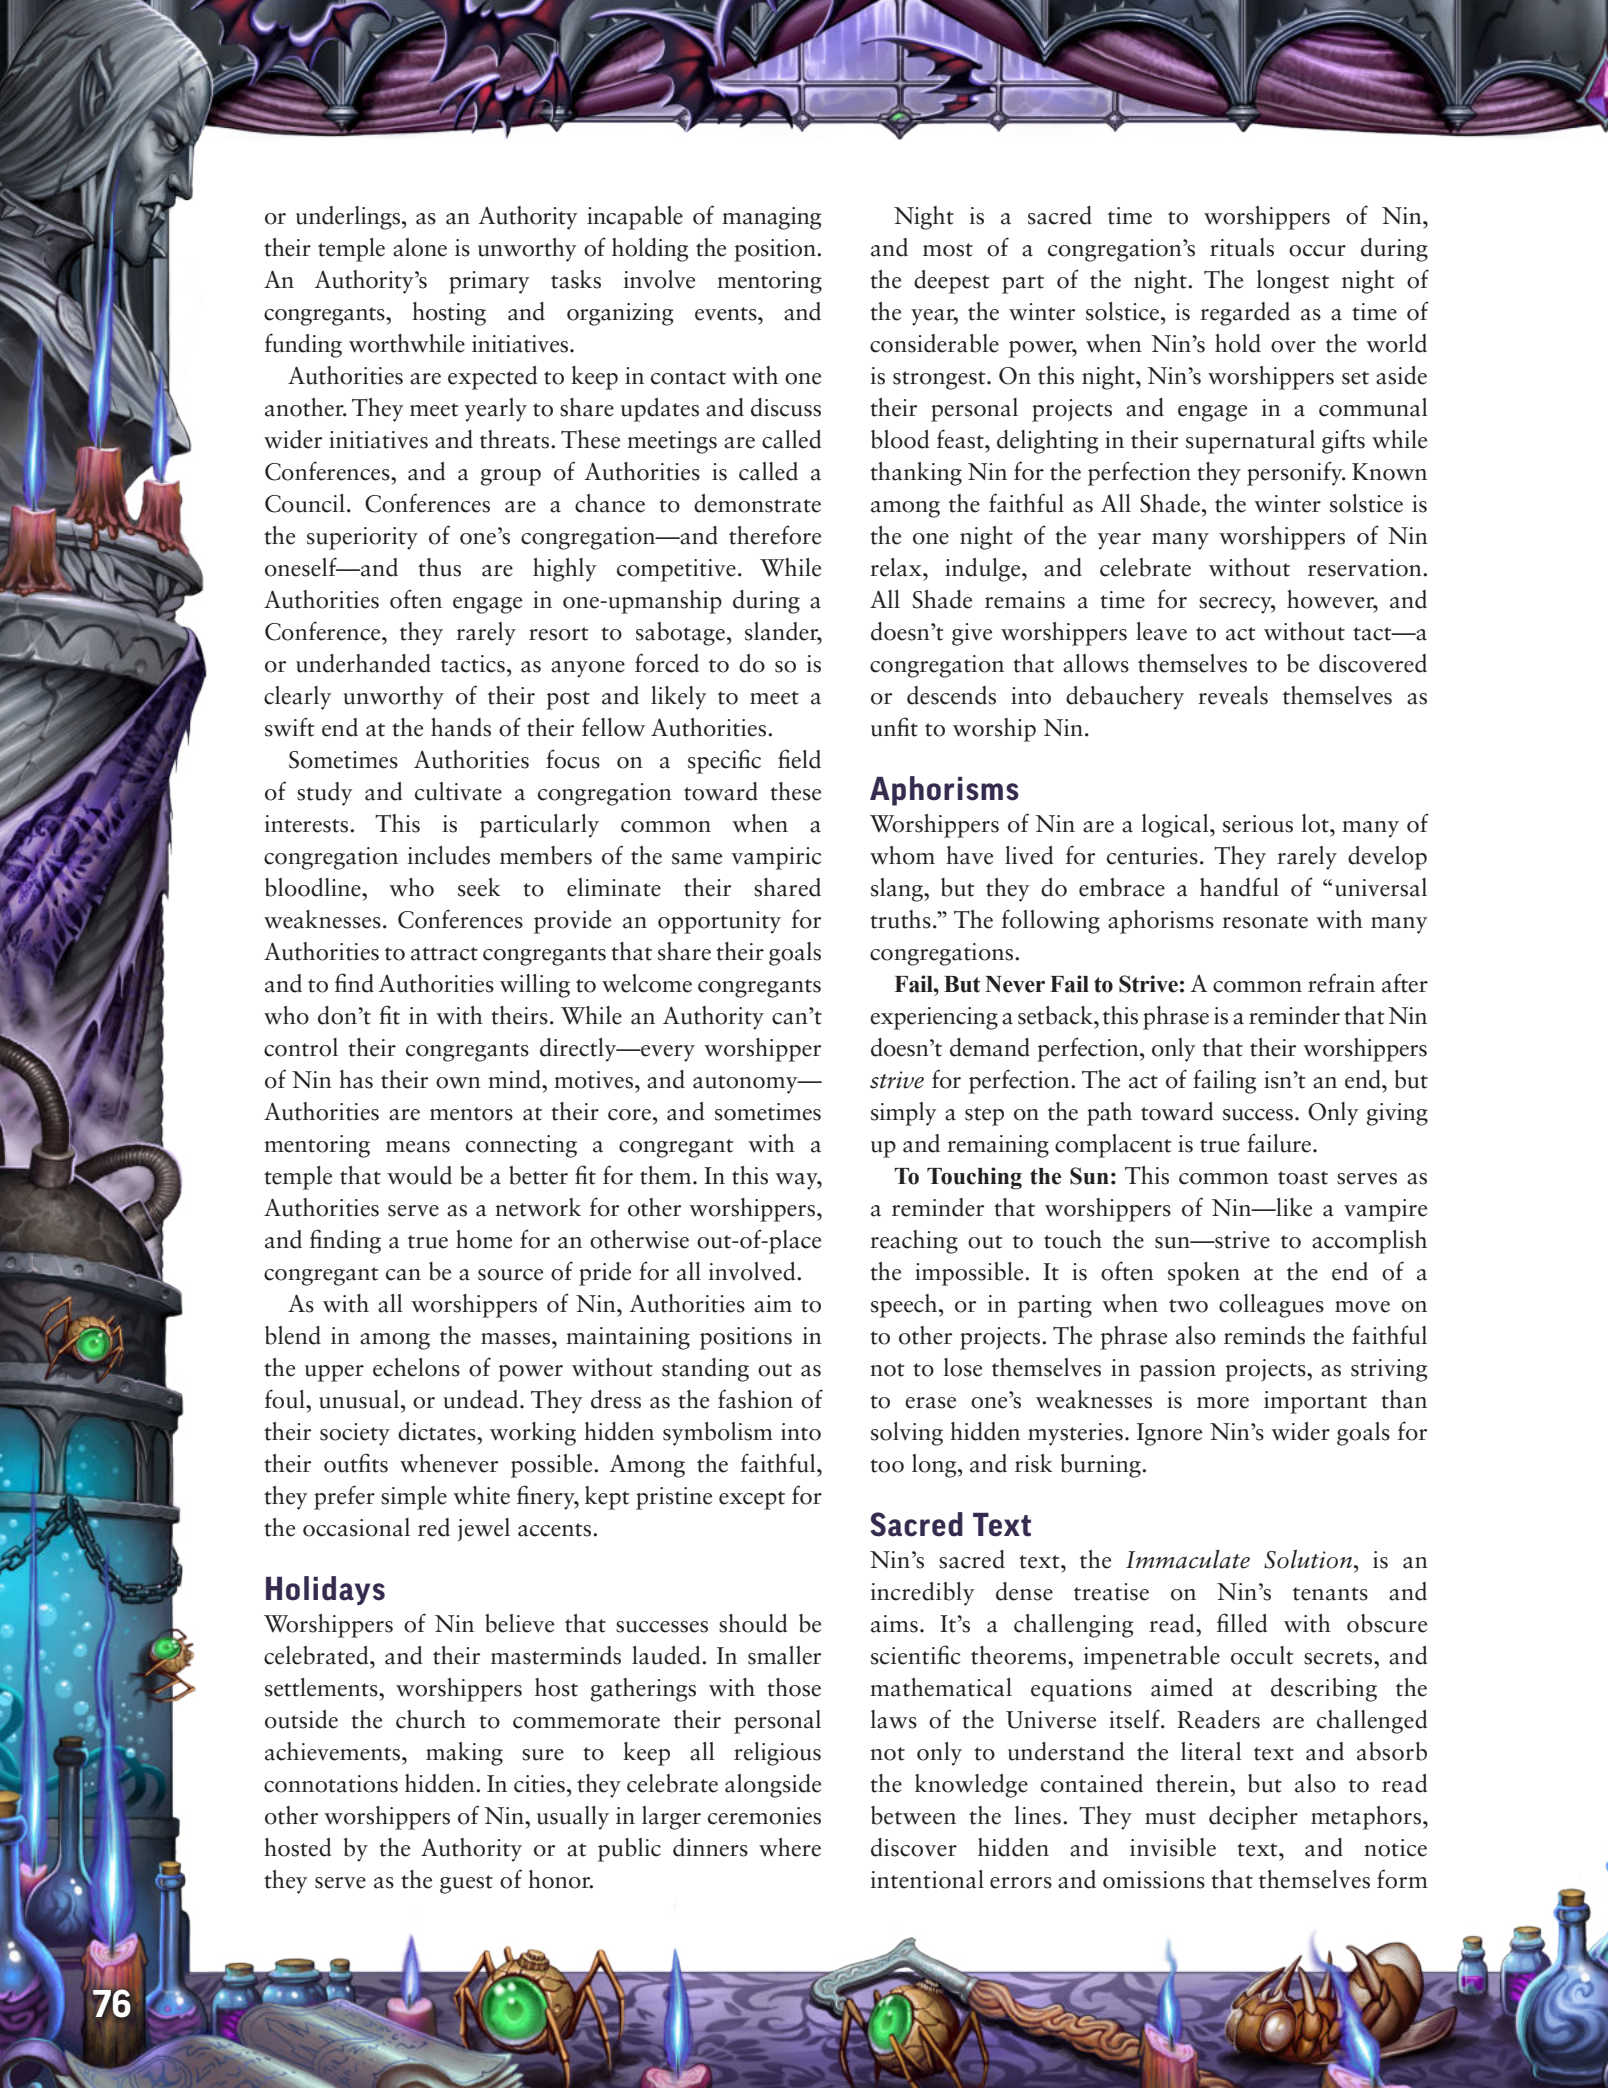 or underlings, as an Authority incapable of managing
their temple alone is unworthy of holding the position.
An Authority’s primary tasks involve mentoring
congregants, hosting and organizing events, and
funding worthwhile initiatives.
Authorities are expected to keep in contact with one
another. They meet yearly to share updates and discuss
wider initiatives and threats. These meetings are called
Conferences, and a group of Authorities is called a
Council. Conferences are a chance to demonstrate
the superiority of one’s congregation—and therefore
oneself—and thus are highly competitive. While
Authorities often engage in one-upmanship during a
Conference, they rarely resort to sabotage, slander,
or underhanded tactics, as anyone forced to do so is
clearly unworthy of their post and likely to meet a
swift end at the hands of their fellow Authorities.
Sometimes Authorities focus on a specific field
of study and cultivate a congregation toward these
interests. This is particularly common when a
congregation includes members of the same vampiric
bloodline, who seek to eliminate their shared
weaknesses. Conferences provide an opportunity for
Authorities to attract congregants that share their goals
and to find Authorities willing to welcome congregants
who don’t fit in with theirs. While an Authority can’t
control their congregants directly—every worshipper
of Nin has their own mind, motives, and autonomy—
Authorities are mentors at their core, and sometimes
mentoring means connecting a congregant with a
temple that would be a better fit for them. In this way,
Authorities serve as a network for other worshippers,
and finding a true home for an otherwise out-of-place
congregant can be a source of pride for all involved.
As with all worshippers of Nin, Authorities aim to
blend in among the masses, maintaining positions in
the upper echelons of power without standing out as
foul, unusual, or undead. They dress as the fashion of
their society dictates, working hidden symbolism into
their outfits whenever possible. Among the faithful,
they prefer simple white finery, kept pristine except for
the occasional red jewel accents.
Holidays
Worshippers of Nin believe that successes should be
celebrated, and their masterminds lauded. In smaller
settlements, worshippers host gatherings with those
outside the church to commemorate their personal
achievements, making sure to keep all religious
connotations hidden. In cities, they celebrate alongside
other worshippers of Nin, usually in larger ceremonies
hosted by the Authority or at public dinners where
they serve as the guest of honor.
Night is a sacred time to worshippers of Nin,
and most of a congregation’s rituals occur during
the deepest part of the night. The longest night of
the year, the winter solstice, is regarded as a time of
considerable power, when Nin’s hold over the world
is strongest. On this night, Nin’s worshippers set aside
their personal projects and engage in a communal
blood feast, delighting in their supernatural gifts while
thanking Nin for the perfection they personify. Known
among the faithful as All Shade, the winter solstice is
the one night of the year many worshippers of Nin
relax, indulge, and celebrate without reservation.
All Shade remains a time for secrecy, however, and
doesn’t give worshippers leave to act without tact—a
congregation that allows themselves to be discovered
or descends into debauchery reveals themselves as
unfit to worship Nin.
Aphorisms
Worshippers of Nin are a logical, serious lot, many of
whom have lived for centuries. They rarely develop
slang, but they do embrace a handful of “universal
truths.” The following aphorisms resonate with many
congregations.
Fail, But Never Fail to Strive: A common refrain after
experiencing a setback, this phrase is a reminder that Nin
doesn’t demand perfection, only that their worshippers
strive for perfection. The act of failing isn’t an end, but
simply a step on the path toward success. Only giving
up and remaining complacent is true failure.
To Touching the Sun: This common toast serves as
a reminder that worshippers of Nin—like a vampire
reaching out to touch the sun—strive to accomplish
the impossible. It is often spoken at the end of a
speech, or in parting when two colleagues move on
to other projects. The phrase also reminds the faithful
not to lose themselves in passion projects, as striving
to erase one’s weaknesses is more important than
solving hidden mysteries. Ignore Nin’s wider goals for
too long, and risk burning.
Sacred Text
Nin’s sacred text, the Immaculate Solution, is an
incredibly dense treatise on Nin’s tenants and
aims. It’s a challenging read, filled with obscure
scientific theorems, impenetrable occult secrets, and
mathematical equations aimed at describing the
laws of the Universe itself. Readers are challenged
not only to understand the literal text and absorb
the knowledge contained therein, but also to read
between the lines. They must decipher metaphors,
discover hidden and invisible text, and notice
intentional errors and omissions that themselves form
76